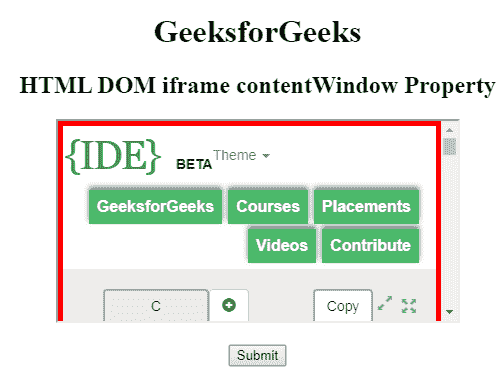 GeeksforGeeks
HTML DOM iframe contentWindow Property
{IDE} BETA Theme
GeeksforGeeks Courses Placements
Videos Contribute
C Copy
Submit